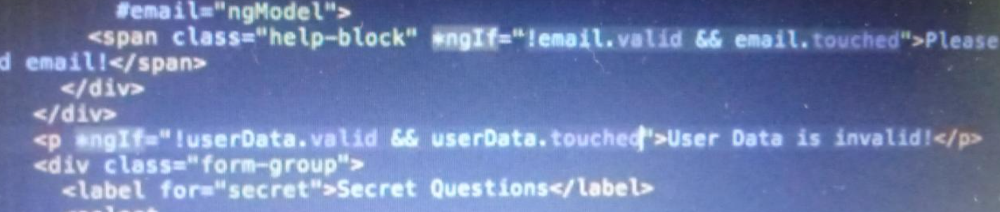 #email="ngModel">
<span class="help-block" *ngIf="!email.valid && email.touched">Please
d email!</span>
</div>
</div>
<p *ngIf="!userData.valid && userData.touched">User Data is invalid!</p>
<div class="form-group">
<label for="secret">Secret Questions</label>